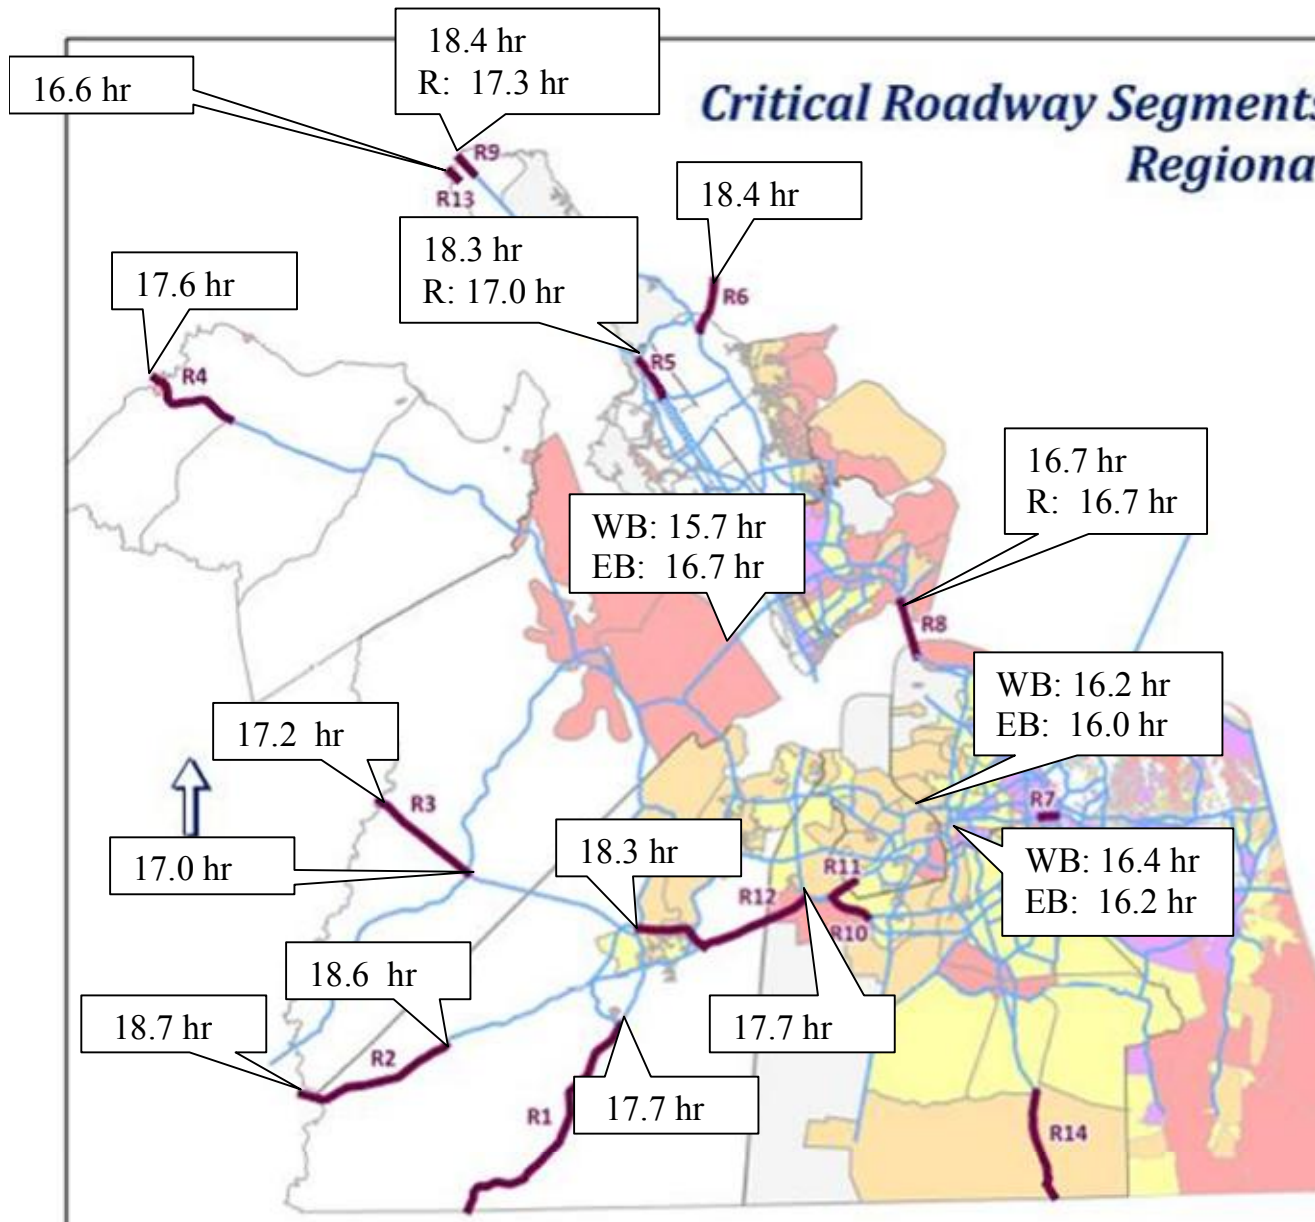 18.4 hr
R: 17.3 hr
16.6 hr
Critical Roadway Segments
Regiona
R9
R13
18.4 hr
18.3 hr
R: 17.0 hr
17.6 hr
R6
R5
R4
16.7 hr
R: 16.7 hr
WB: 15.7 hr
EB: 16.7 hr
R8
WB: 16.2 hr
EB: 16.0 hr
17.2 hr
R3
R7
17.0 hr
18.3 hr
R11
R12
R10
WB: 16.4 hr
EB: 16.2 hr
18.6 hr
18.7 hr
17.7 hr
R2
R1
17.7 hr
R14